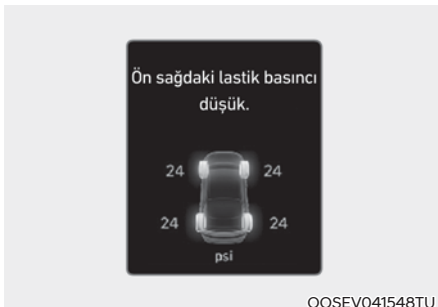 Ön sağdaki lastik basıncı
düşük.
24 24
24 24
psi
OOSEV041548TU